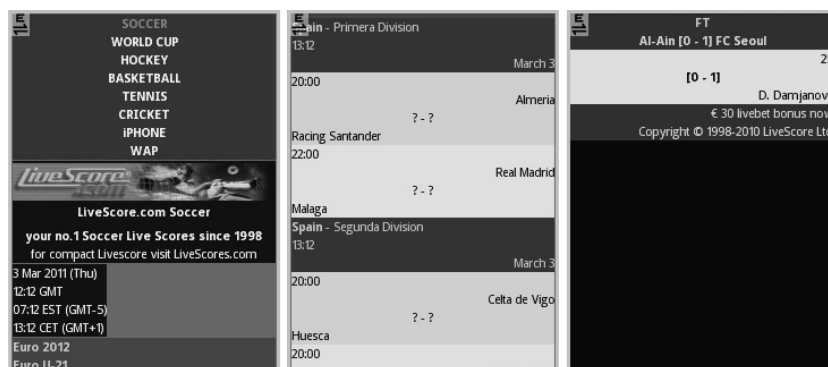 SOCCER
WORLD CUP
HOCKEY
BASKETBALL
TENNIS
CRICKET
iPHONE
WAP
LiveScore
.com
LiveScore.com Soccer
your no.1 Soccer Live Scores since 1998
for compact Livescore visit LiveScores.com
3 Mar 2011 (Thu)
12:12 GMT
07:12 EST (GMT-5)
13:12 CET (GMT+1)
Euro 2012
Euro U-21
Spain - Primera Division
13:12
March 3
20:00
Almeria
? - ?
Racing Santander
22:00
Real Madrid
? - ?
Malaga
Spain - Segunda Division
13:12
March 3
20:00
Celta de Vigo
? - ?
Huesca
20:00
FT
Al-Ain [0 - 1] FC Seoul
[0 - 1]
D. Damjanov
€ 30 livebet bonus now
Copyright © 1998-2010 LiveScore Ltd